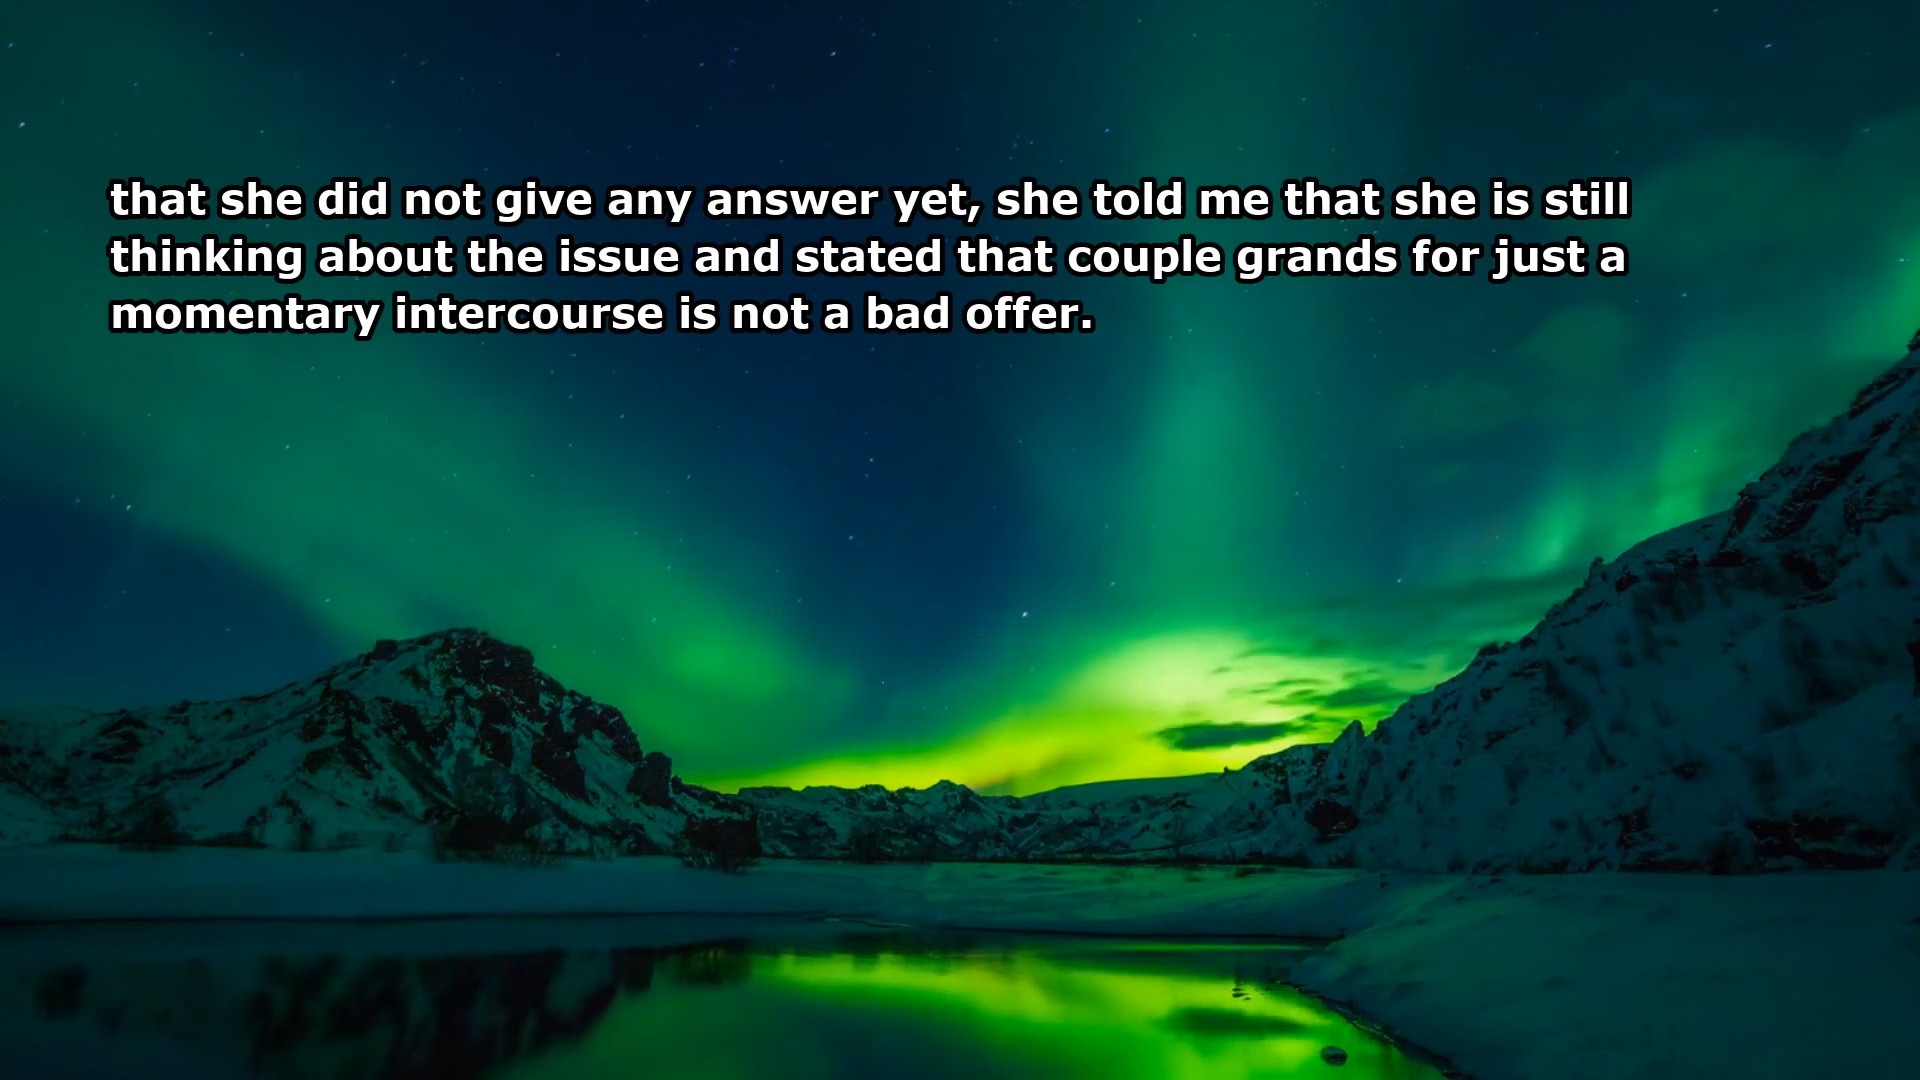 that she did not give any answer yet, she told me that she is still
thinking about the issue and stated that couple grands for just a
momentary intercourse is not a bad offer.